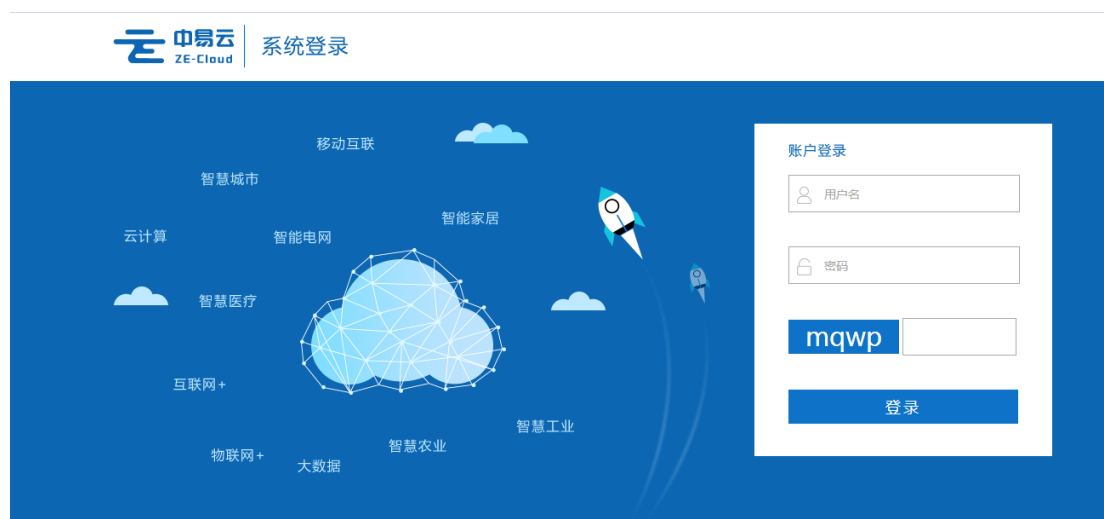 中易云
ZE-Cloud
系统登录
移动互联
智慧城市
智能家居
云计算
智能电网
智慧医疗
互联网+
智慧工业
智慧农业
物联网+
大数据
账户登录
用户名
密码
mqwp
登录